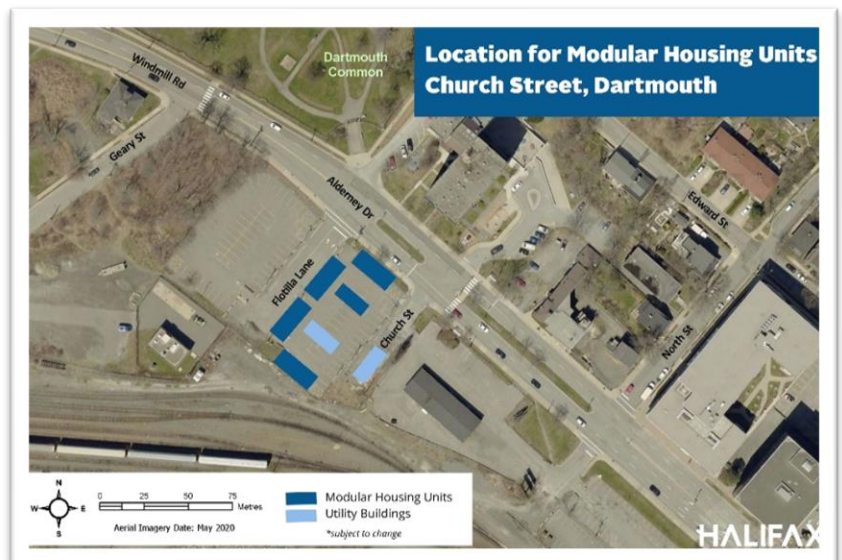 Location for Modular Housing Units
Church Street, Dartmouth
Dartmouth
Common
Windmill Rd
Geary St
Alderney Dr
Edward St
Flotilla Lane
Church St
North St
N
W E
S
0 25 50 75
Metres
Aerial Imagery Date: May 2020
Modular Housing Units
Utility Buildings
*subject to change
HALIFAX